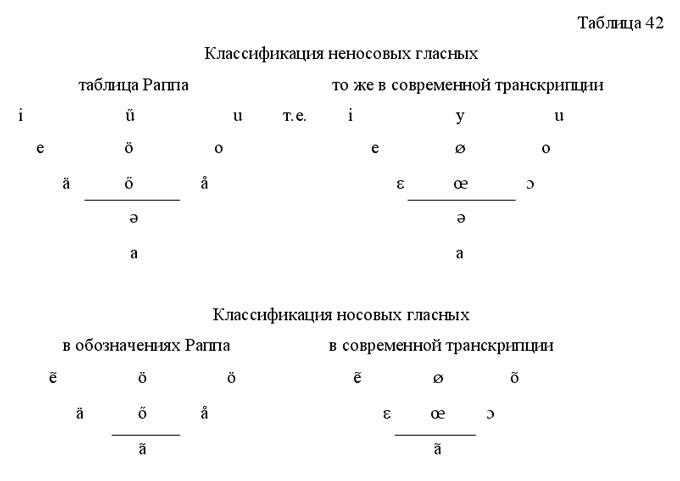 Таблица 42
Классификация неносовых гласных
таблица Раппа то же в современной транскрипции
i ű u т.е. i y u
e ö o e ø o
ä ő å ε œ ɔ
ə ə
a a
Классификация носовых гласных
в обозначениях Раппа в современной транскрипции
ẽ ö ö ẽ ø õ
ä ő å ε œ ɔ
ã ã